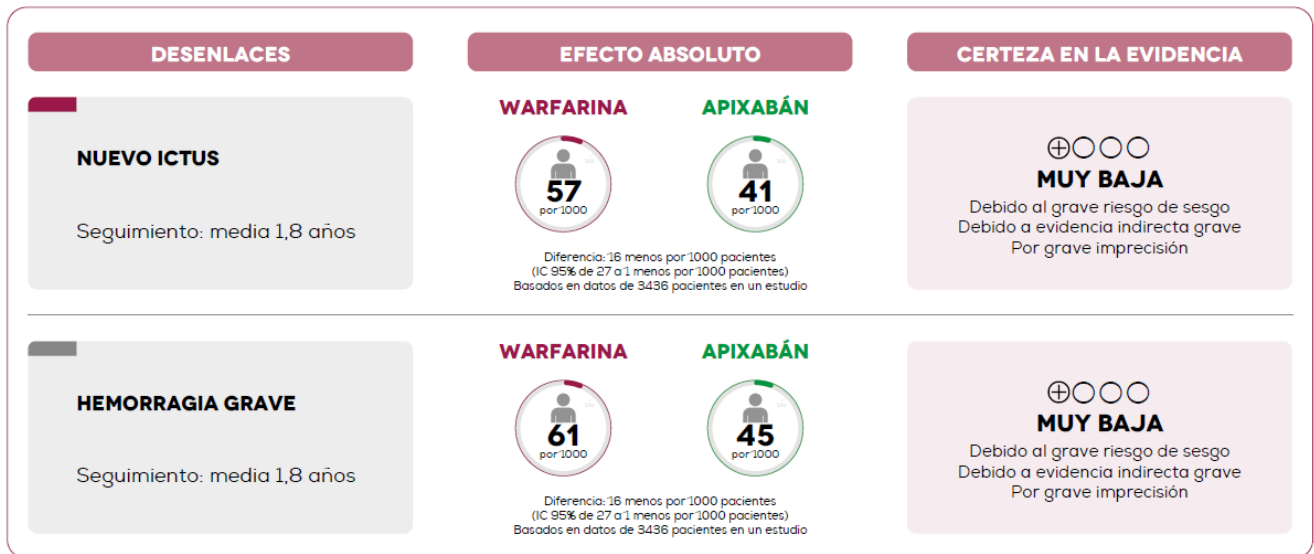 DESENLACES
EFECTO ABSOLUTO
CERTEZA EN LA EVIDENCIA
NUEVO ICTUS
Seguimiento: media 1,8 años
WARFARINA
APIXABÁN
57
por 1000
41
por 1000
Diferencia: 16 menos por 1000 pacientes
(IC 95% de 27 a 1 menos por 1000 pacientes)
Basados en datos de 3436 pacientes en un estudio
MUY BAJA
Debido al grave riesgo de sesgo
Debido a evidencia indirecta grave
Por grave imprecisión
HEMORRAGIA GRAVE
Seguimiento: media 1,8 años
WARFARINA
APIXABÁN
61
por 1000
45
por 1000
Diferencia: 16 menos por 1000 pacientes
(IC 95% de 27 a 1 menos por 1000 pacientes)
Basados en datos de 3436 pacientes en un estudio
MUY BAJA
Debido al grave riesgo de sesgo
Debido a evidencia indirecta grave
Por grave imprecisión